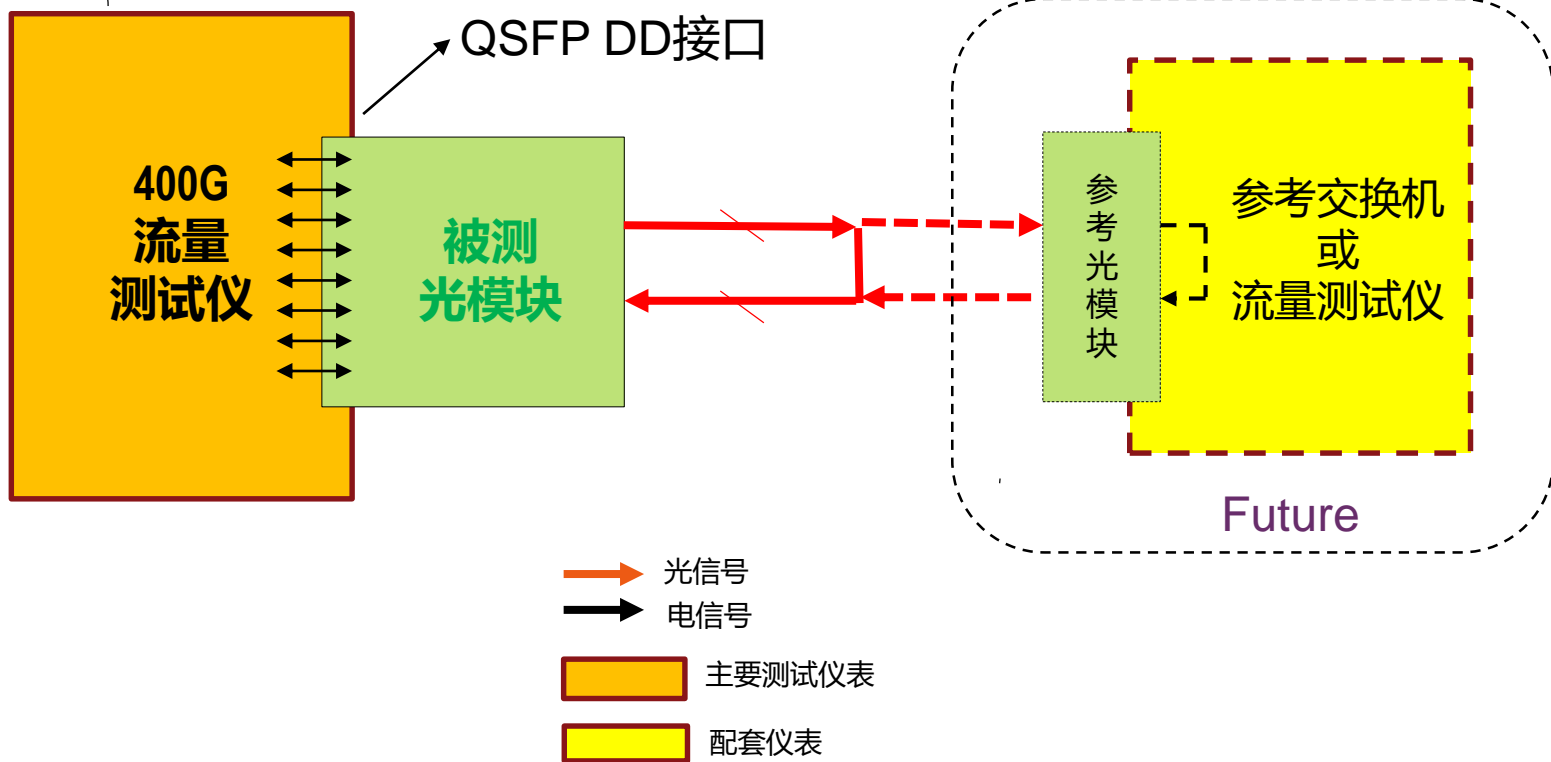 QSFP DD接口
400G
流量
测试仪
被测
光模块
参
考
光
模
块
参考交换机
或
流量测试仪
Future
光信号
电信号
主要测试仪表
配套仪表